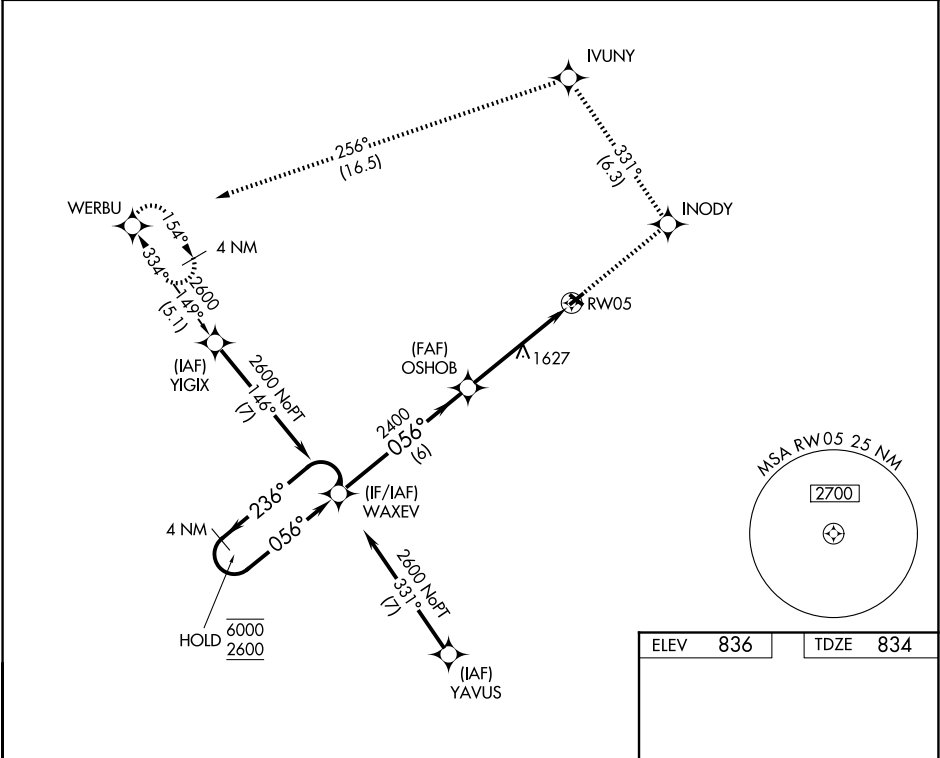 IVUNY
256°
(16.5)
331°
(6.3)
WERBU
154°
4 NM
INODY
334°
2600
149°
(5.1)
RW05
(IAF)
YIGIX
2600 NoPT
146°
(7)
(FAF)
OSHOB
1627
2400
056°
(6)
MSA RW05 25 NM
2700
236°
(IF/IAF)
WAXEV
4 NM
056°
2600 NoPT
331°
(7)
HOLD
6000
2600
ELEV 836
TDZE 834
(IAF)
YAVUS